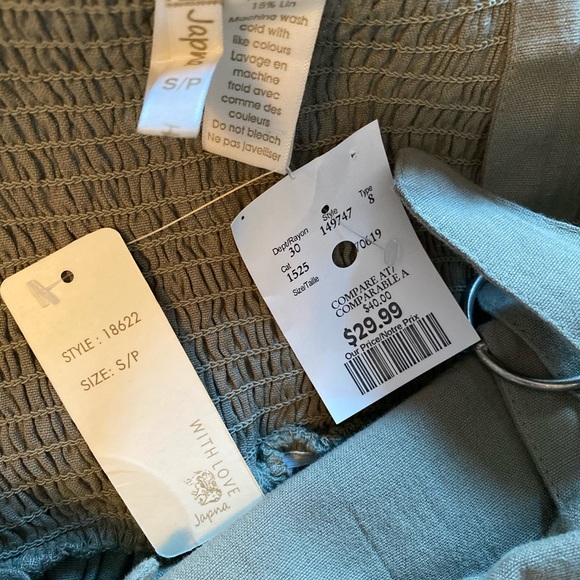 Japna
S/P
15% Lin
Machine wash
cold with
like colours
Lavage en
machine
froid avec
comme des
couleurs
Do not bleach
Ne pas javelliser
Dept/Rayon
30
Style
149747
Type
8
Cat.
1525
70619
Size/Taille
COMPARE AT/
COMPARABLE A
$40.00
$29.99
Our Price/Notre Prix
STYLE : 18622
SIZE: S/P
WITH LOVE
Japna